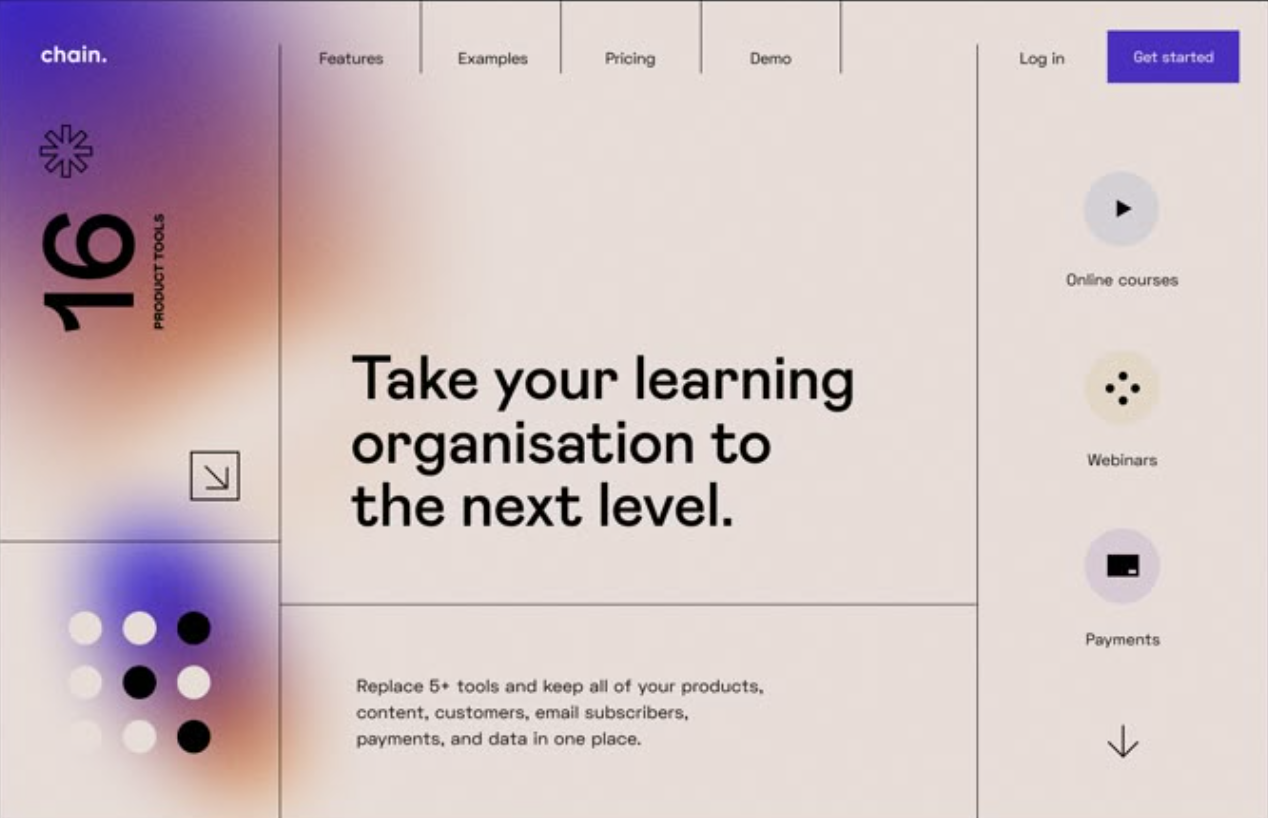 chain.
Features
Examples
Pricing
Demo
Log in
Get started
16
PRODUCT TOOLS
Take your learning
organisation to
the next level.
Replace 5+ tools and keep all of your products,
content, customers, email subscribers,
payments, and data in one place.
Online courses
Webinars
Payments